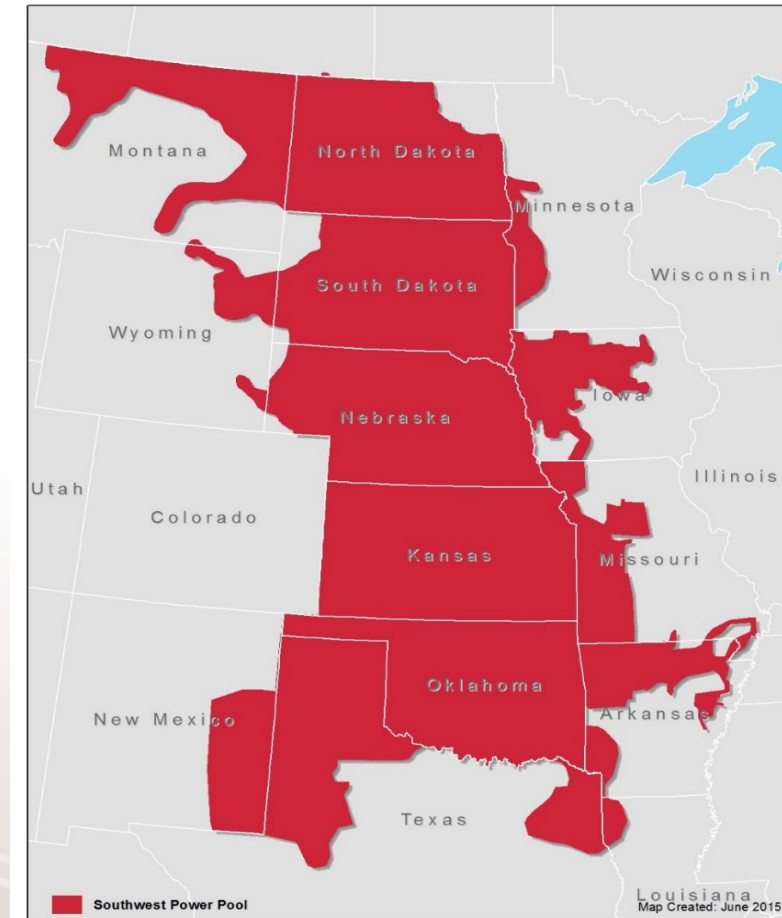 Montana
North Dakota
Minnesota
South Dakota
Wisconsin
Wyoming
Iowa
Nebraska
Illinois
Utah
Colorado
Kansas
Missouri
Oklahoma
New Mexico
Arkansas
Texas
Louisiana
Southwest Power Pool
Map Created: June 2015